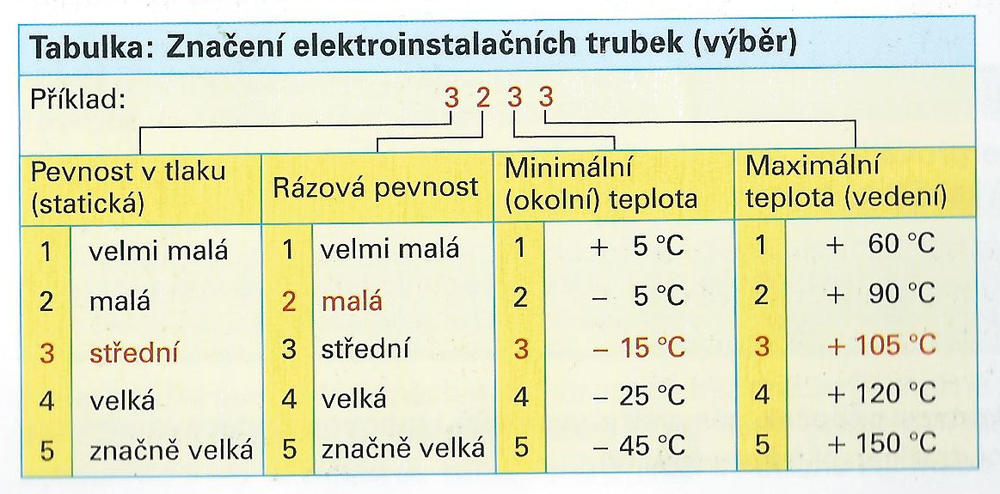 Tabulka: Značení elektroinstalačních trubek (výběr)
Příklad: 3 2 3 3
Pevnost v tlaku (statická) Rázová pevnost Minimální (okolní) teplota Maximální teplota (vedení)
1 velmi malá 1 velmi malá 1 + 5 °C 1 + 60 °C
2 malá 2 malá 2 – 5 °C 2 + 90 °C
3 střední 3 střední 3 – 15 °C 3 + 105 °C
4 velká 4 velká 4 – 25 °C 4 + 120 °C
5 značně velká 5 značně velká 5 – 45 °C 5 + 150 °C